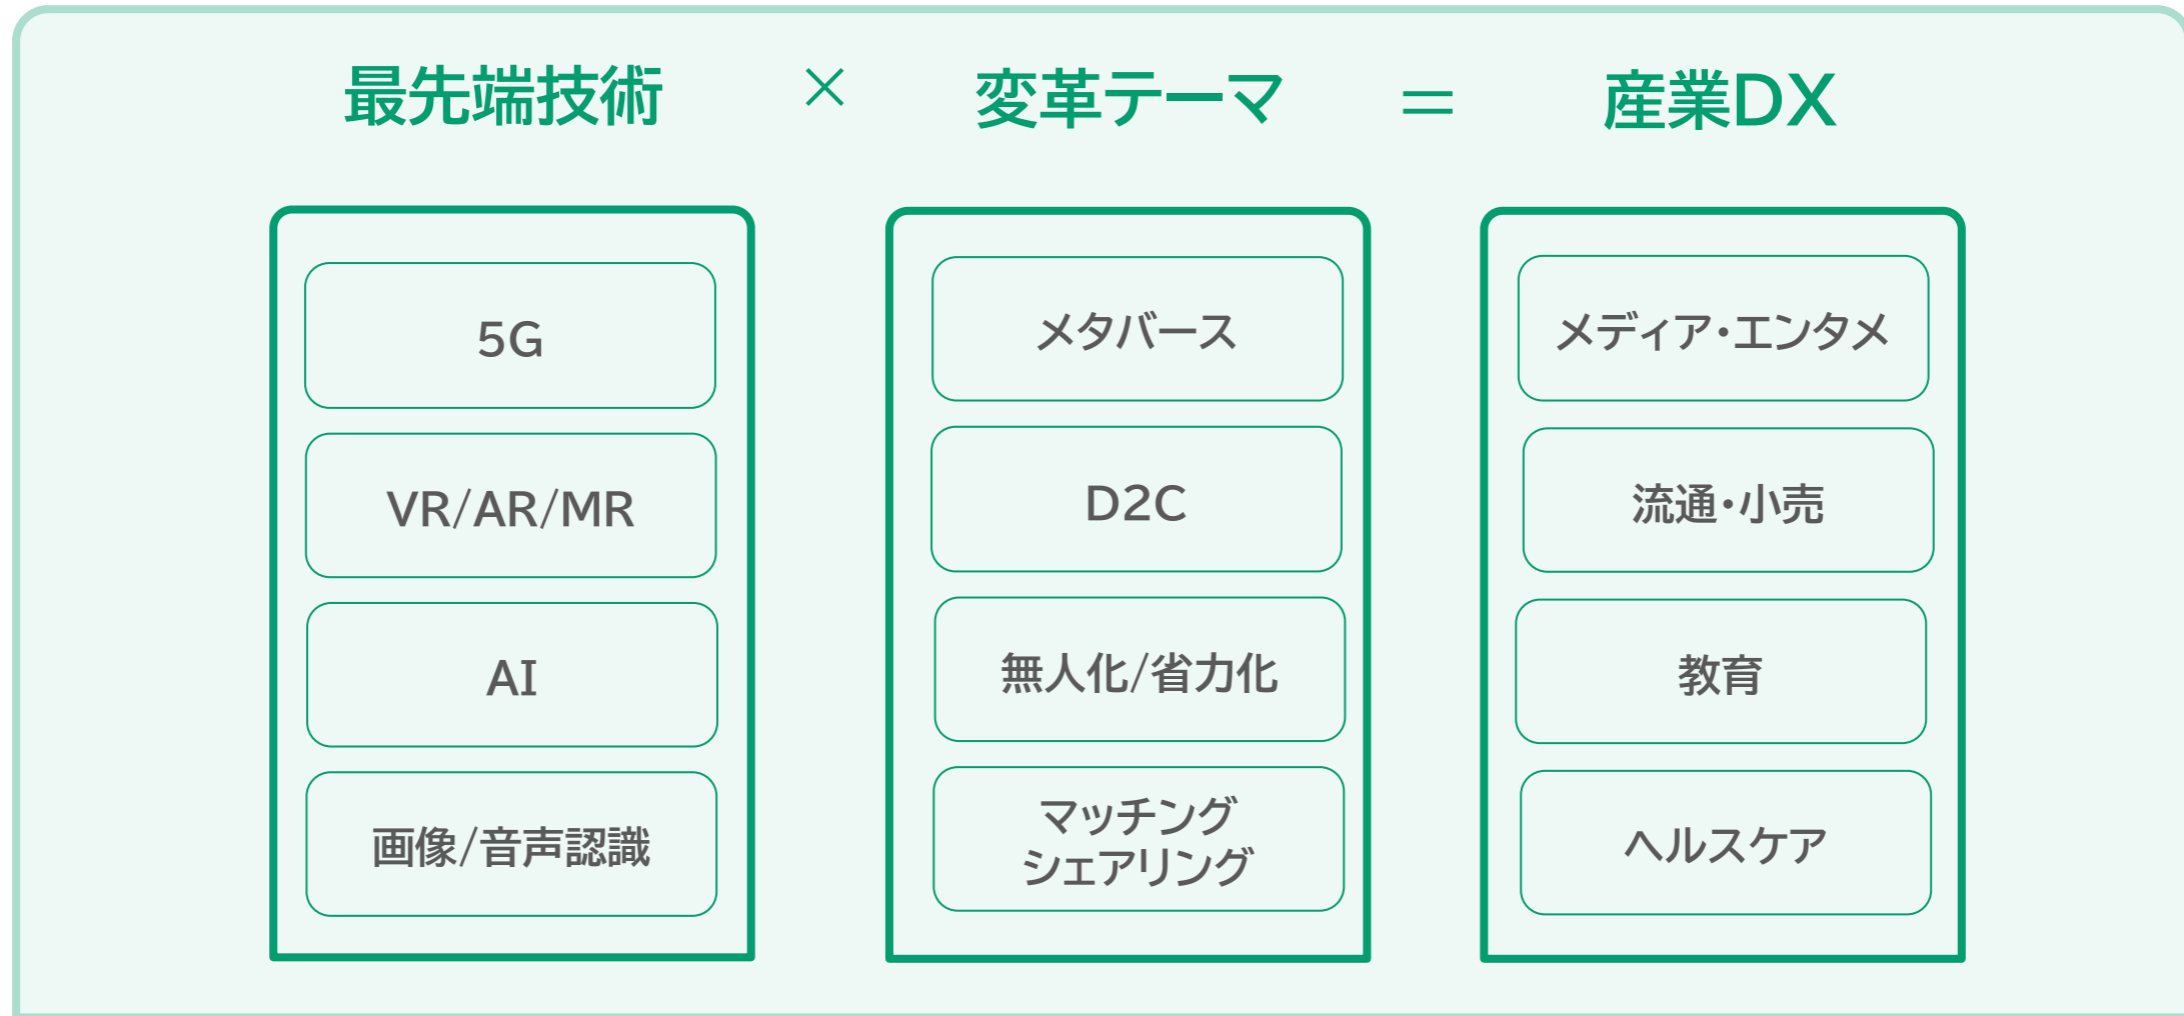 最先端技術 × 変革テーマ = 産業DX
5G
VR/AR/MR
AI
画像/音声認識
メタバース
D2C
無人化/省力化
マッチング
シェアリング
メディア・エンタメ
流通・小売
教育
ヘルスケア